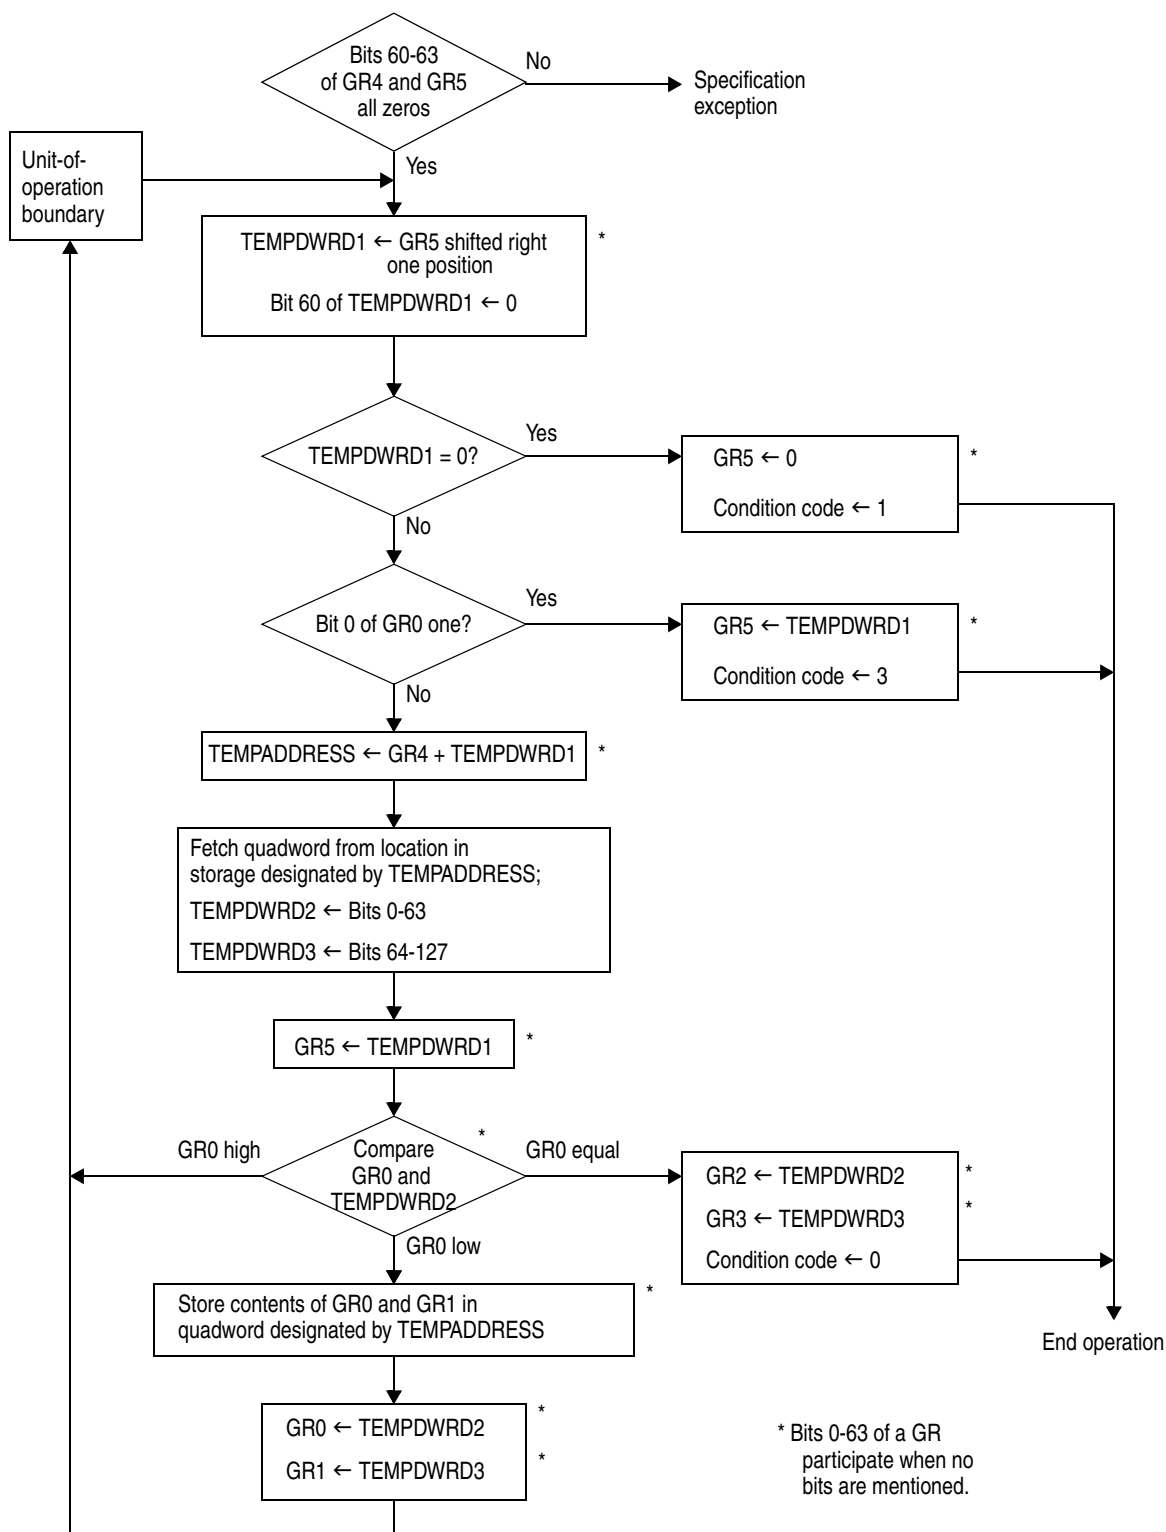 Bits 60-63
of GR4 and GR5
all zeros
No
Specification
exception
Yes
Unit-of-
operation
boundary
TEMPDWRD1 ← GR5 shifted right
one position
Bit 60 of TEMPDWRD1 ← 0
*
TEMPDWRD1 = 0?
Yes
GR5 ← 0
Condition code ← 1
*
No
Bit 0 of GR0 one?
Yes
GR5 ← TEMPDWRD1
Condition code ← 3
*
No
TEMPADDRESS ← GR4 + TEMPDWRD1
*
Fetch quadword from location in
storage designated by TEMPADDRESS;
TEMPDWRD2 ← Bits 0-63
TEMPDWRD3 ← Bits 64-127
GR5 ← TEMPDWRD1
*
GR0 high
Compare
GR0 and
TEMPDWRD2
*
GR0 equal
GR2 ← TEMPDWRD2
*
GR3 ← TEMPDWRD3
*
Condition code ← 0
GR0 low
Store contents of GR0 and GR1 in
quadword designated by TEMPADDRESS
*
End operation
GR0 ← TEMPDWRD2
*
GR1 ← TEMPDWRD3
*
* Bits 0-63 of a GR
participate when no
bits are mentioned.